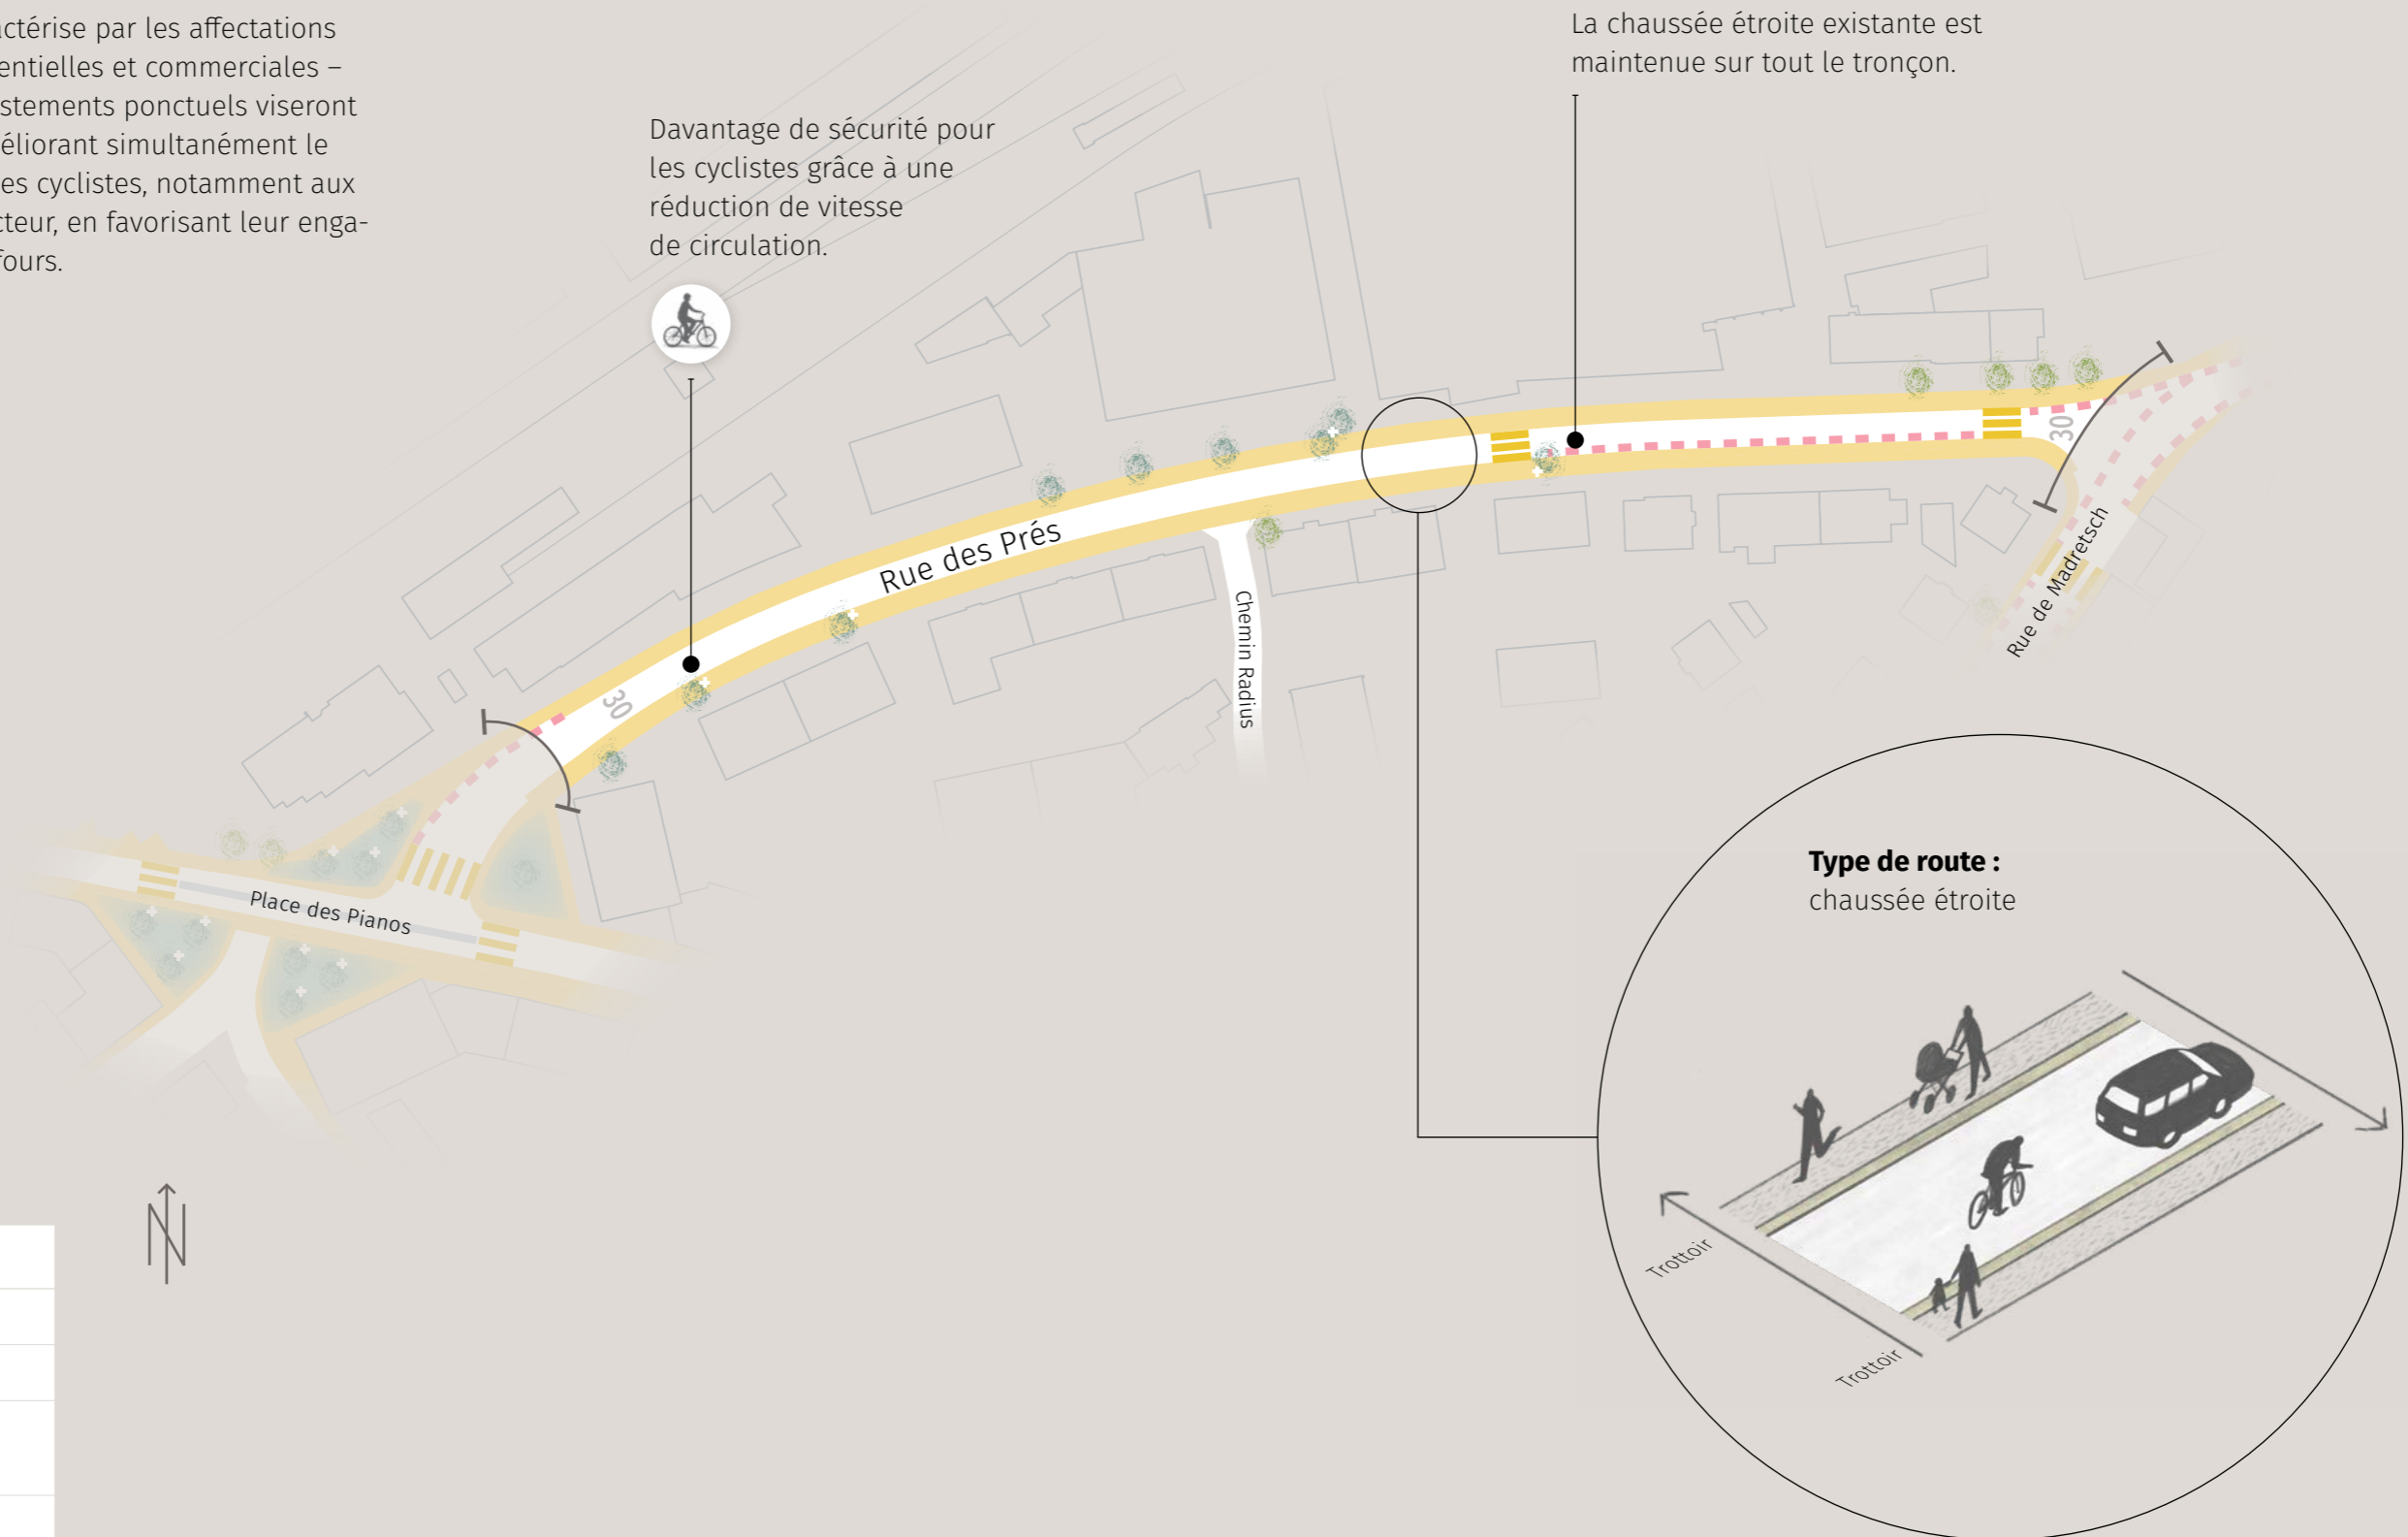 actérise par les affectations
entielles et commerciales –
stements ponctuels viseront
éliorant simultanément le
es cyclistes, notamment aux
cteur, en favorisant leur enga-
fours.
Davantage de sécurité pour
les cyclistes grâce à une
réduction de vitesse
de circulation.
La chaussée étroite existante est
maintenue sur tout le tronçon.
30
Rue des Prés
30
Chemin Radius
Rue de Madretsch
Place des Pianos
N
Type de route :
chaussée étroite
Trottoir
Trottoir